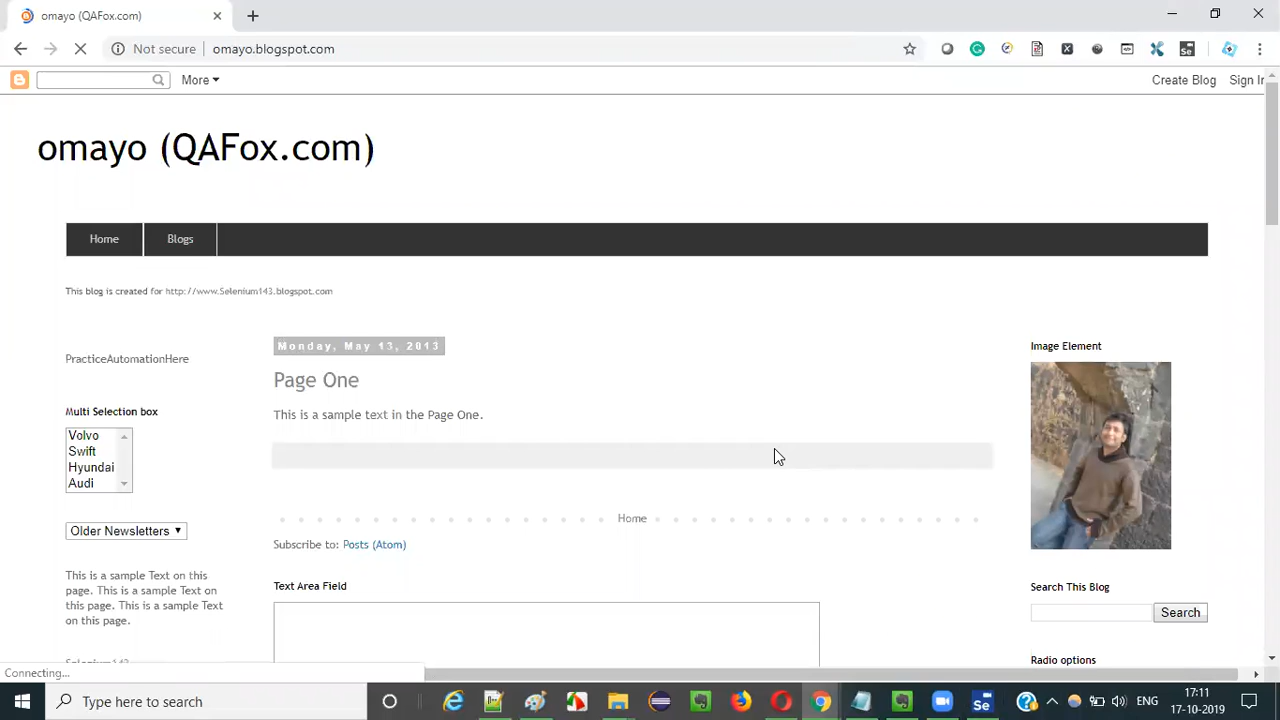 omayo (QAFox.com)
Not secure
omayo.blogspot.com
More
Create Blog
Sign In
omayo (QAFox.com)
Home
Blogs
This blog is created for http://www.Selenium143.blogspot.com
PracticeAutomationHere
Multi Selection box
Volvo
Swift
Hyundai
Audi
Older Newsletters
This is a sample Text on this
page. This is a sample Text on
this page. This is a sample Text
on this page.
Selenium143
Monday, May 13, 2013
Page One
This is a sample text in the Page One.
Home
Subscribe to: Posts (Atom)
Text Area Field
Image Element
Search This Blog
Search
Radio options
Connecting...
Type here to search
ENG
17:11
17-10-2019